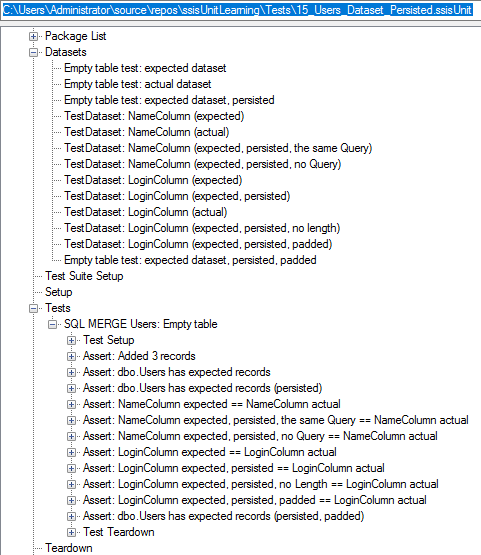 C:\Users\Administrator\source\repos\ssisUnitLearning\Tests\15_Users_Dataset_Persisted.ssisUnit
Package List
Datasets
Empty table test: expected dataset
Empty table test: actual dataset
Empty table test: expected dataset, persisted
TestDataset: NameColumn (expected)
TestDataset: NameColumn (actual)
TestDataset: NameColumn (expected, persisted, the same Query)
TestDataset: NameColumn (expected, persisted, no Query)
TestDataset: LoginColumn (expected)
TestDataset: LoginColumn (expected, persisted)
TestDataset: LoginColumn (actual)
TestDataset: LoginColumn (expected, persisted, no length)
TestDataset: LoginColumn (expected, persisted, padded)
Empty table test: expected dataset, persisted, padded
Test Suite Setup
Setup
Tests
SQL MERGE Users: Empty table
Test Setup
Assert: Added 3 records
Assert: dbo.Users has expected records
Assert: dbo.Users has expected records (persisted)
Assert: NameColumn expected == NameColumn actual
Assert: NameColumn expected, persisted, the same Query == NameColumn actual
Assert: NameColumn expected, persisted, no Query == NameColumn actual
Assert: LoginColumn expected == LoginColumn actual
Assert: LoginColumn expected, persisted == LoginColumn actual
Assert: LoginColumn expected, persisted, no Length == LoginColumn actual
Assert: LoginColumn expected, persisted, padded == LoginColumn actual
Assert: dbo.Users has expected records (persisted, padded)
Test Teardown
Teardown